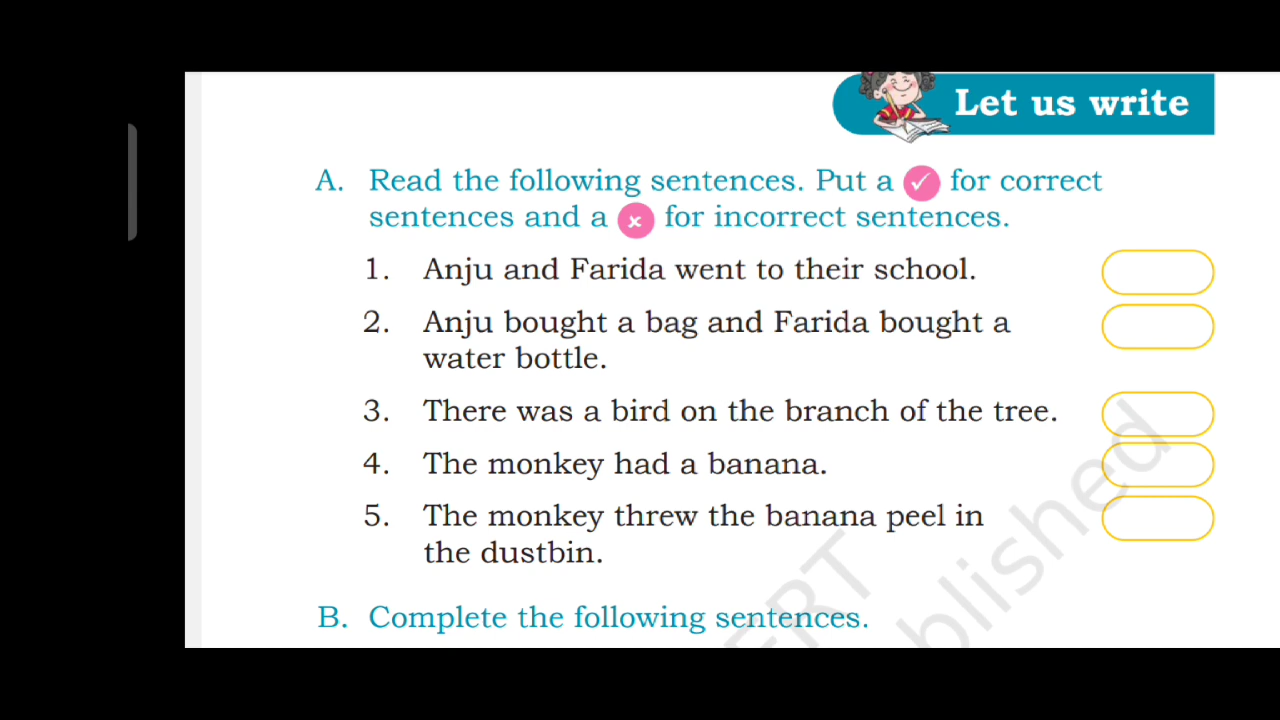 Let us write
A. Read the following sentences. Put a ✓ for correct
sentences and a × for incorrect sentences.
1. Anju and Farida went to their school.
2. Anju bought a bag and Farida bought a
water bottle.
3. There was a bird on the branch of the tree.
4. The monkey had a banana.
5. The monkey threw the banana peel in
the dustbin.
B. Complete the following sentences.